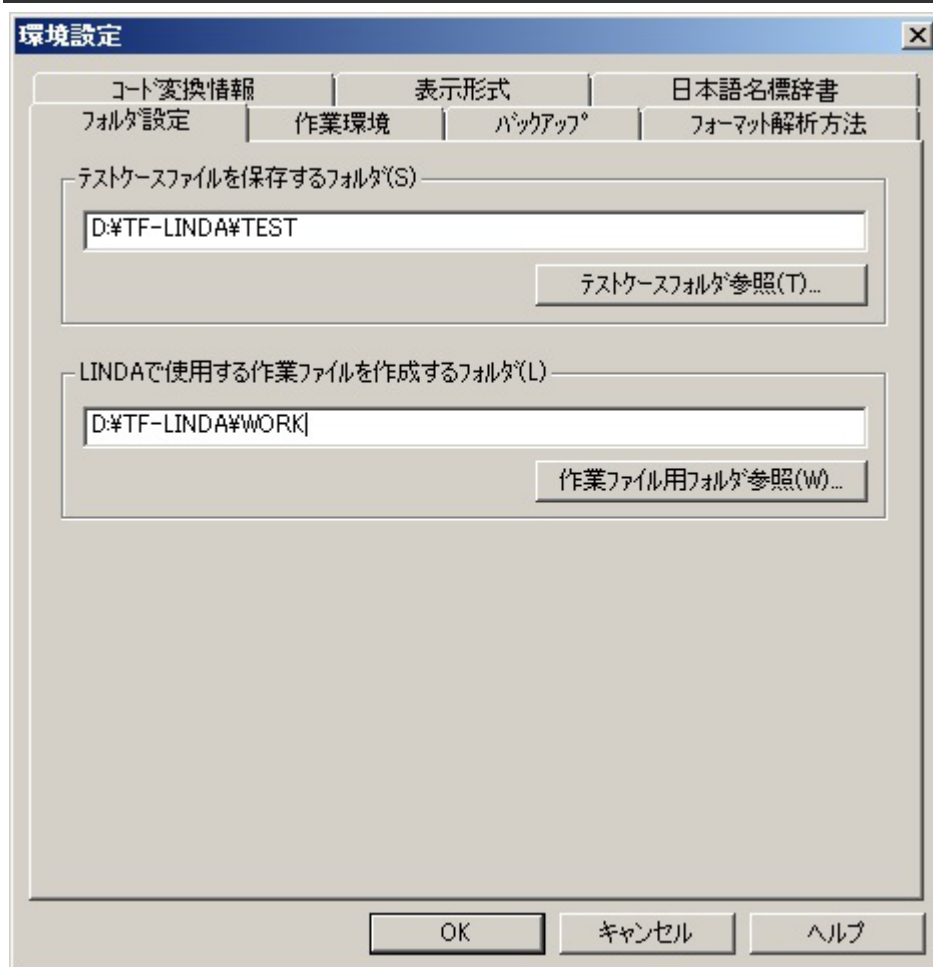 環境設定
コード変換情報 表示形式 日本語名標辞書
フォルダ設定 作業環境 バックアップ フォーマット解析方法
テストケースファイルを保存するフォルダ(S)
D:¥TF-LINDA¥TEST
テストケースフォルダ参照(T)...
LINDAで使用する作業ファイルを作成するフォルダ(L)
D:¥TF-LINDA¥WORK
作業ファイル用フォルダ参照(W)...
OK キャンセル ヘルプ